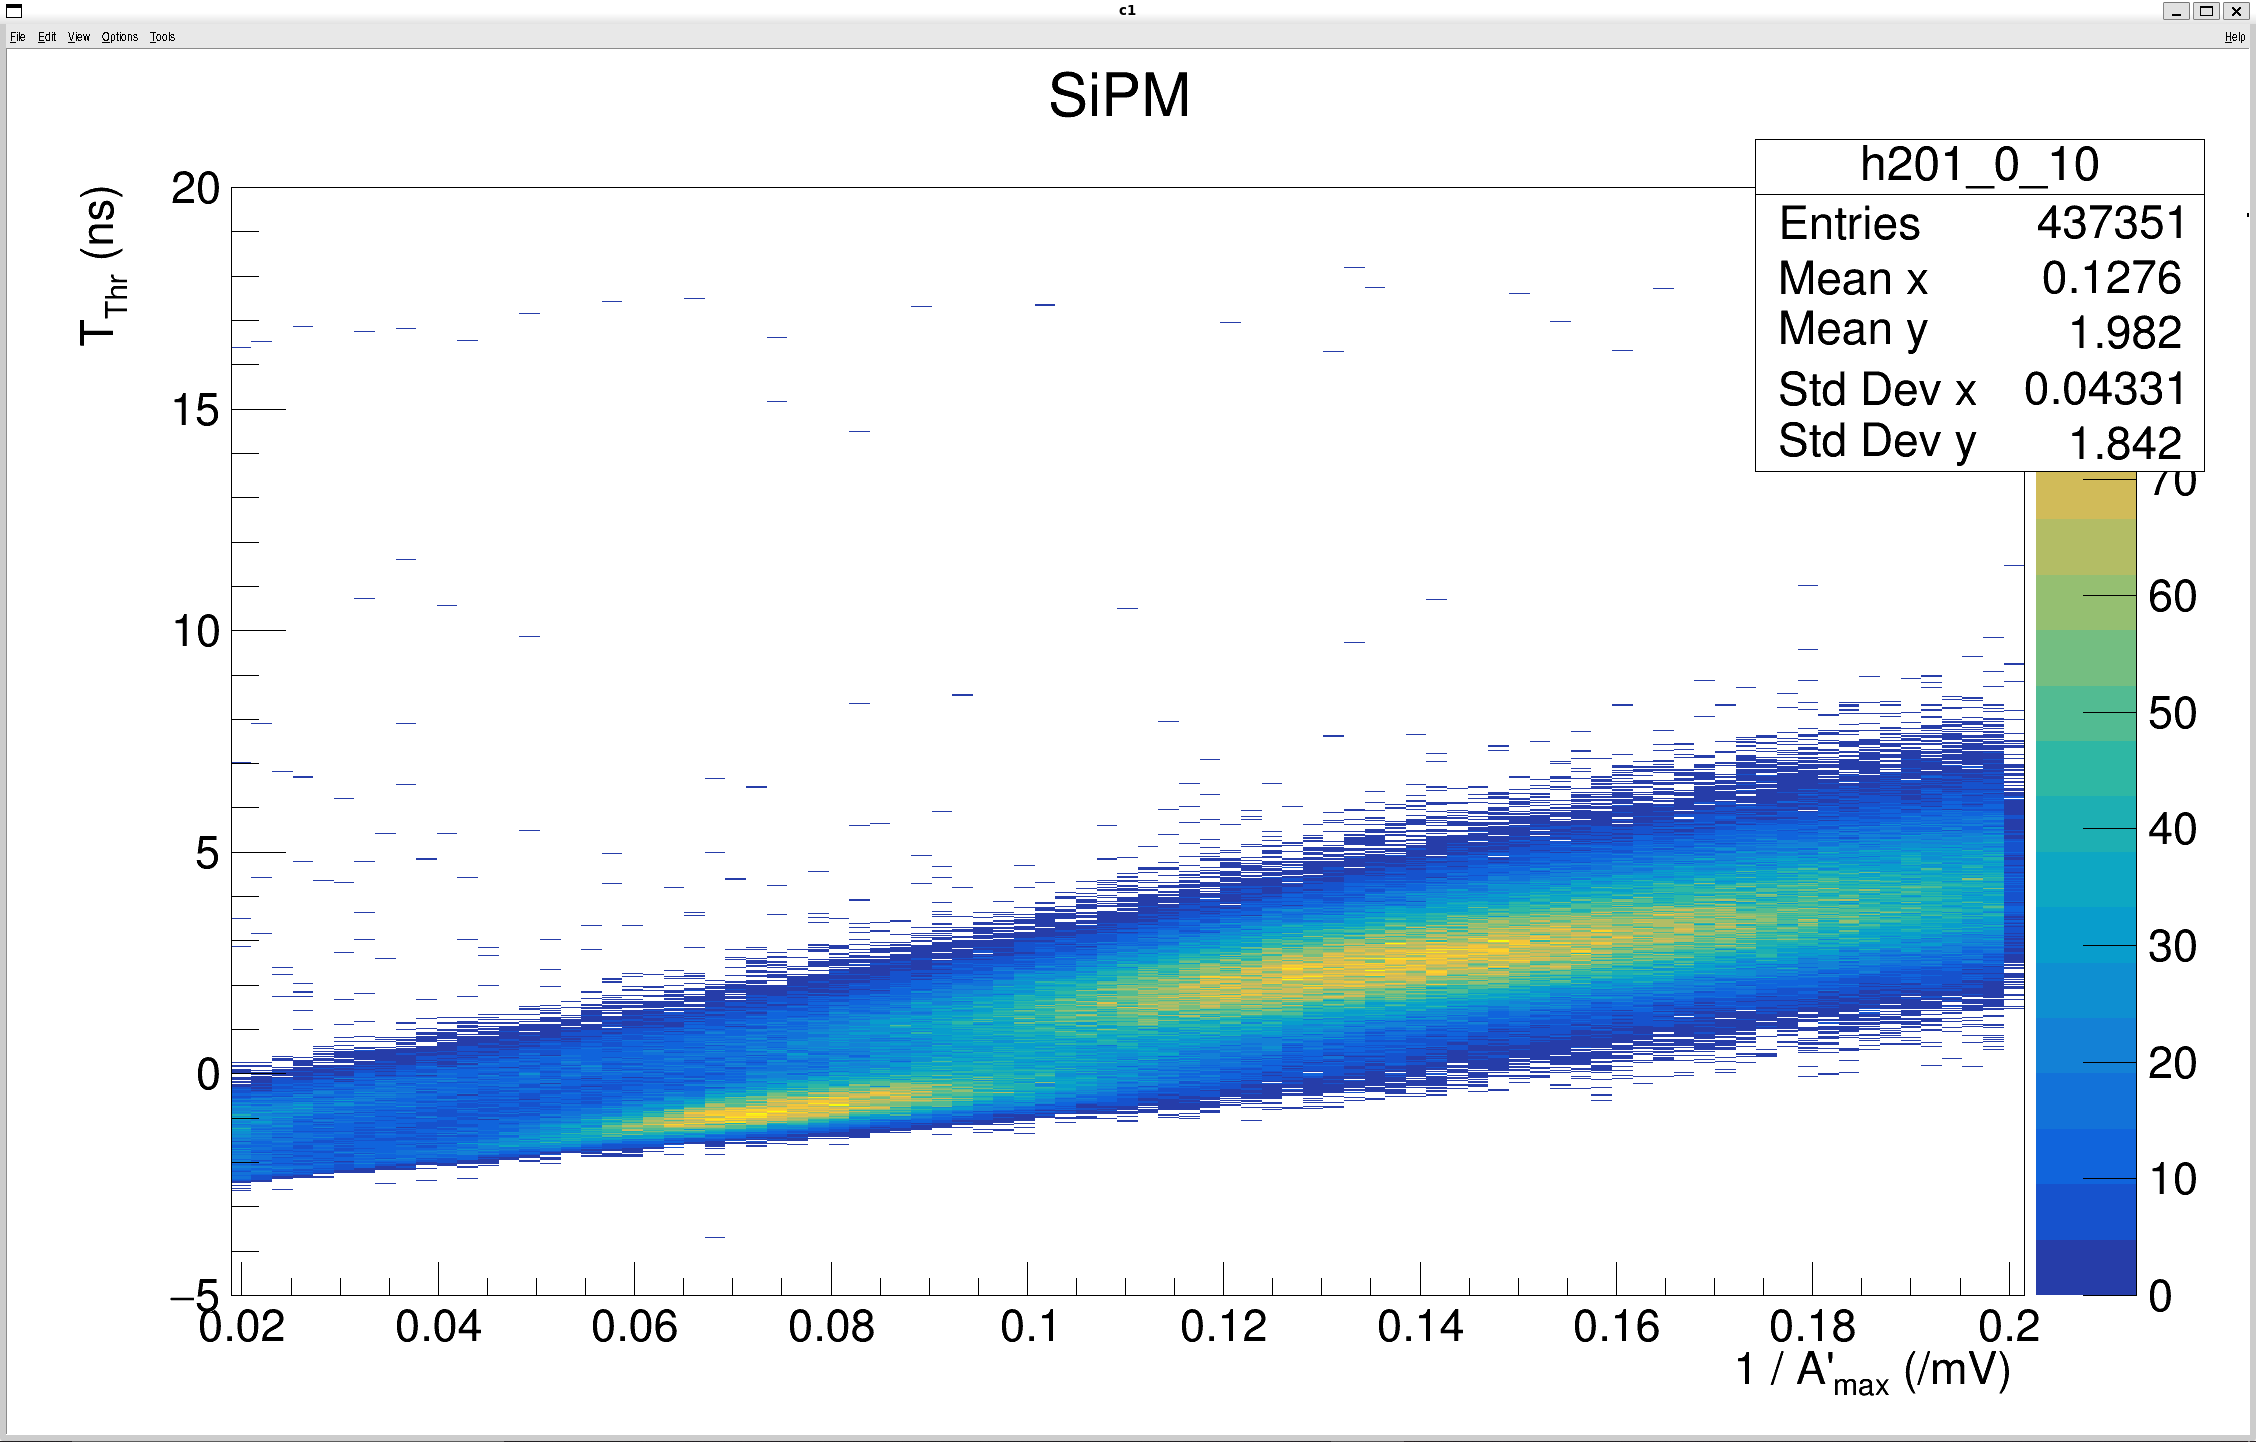 c1
File Edit View Options Tools Help
SiPM
h201_0_10
Entries 437351
Mean x 0.1276
Mean y 1.982
Std Dev x 0.04331
Std Dev y 1.842
T_Thr (ns)
20
15
10
5
0
−5
70
60
50
40
30
20
10
0
0.02 0.04 0.06 0.08 0.1 0.12 0.14 0.16 0.18 0.2
1 / A'_max (/mV)